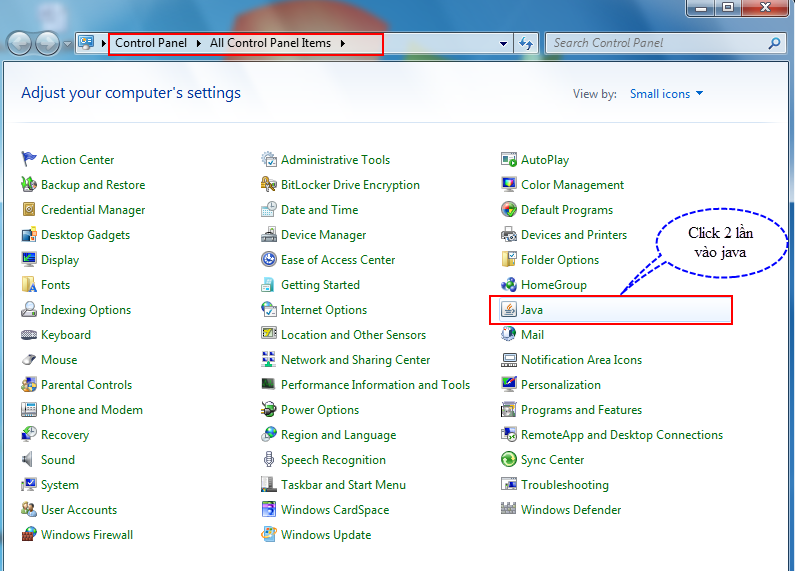 Control Panel
All Control Panel Items
Search Control Panel
Adjust your computer's settings
View by:
Small icons
Action Center
Administrative Tools
AutoPlay
Backup and Restore
BitLocker Drive Encryption
Color Management
Credential Manager
Date and Time
Default Programs
Desktop Gadgets
Device Manager
Devices and Printers
Click 2 lần
vào java
Display
Ease of Access Center
Folder Options
Fonts
Getting Started
HomeGroup
Indexing Options
Internet Options
Java
Keyboard
Location and Other Sensors
Mail
Mouse
Network and Sharing Center
Notification Area Icons
Parental Controls
Performance Information and Tools
Personalization
Phone and Modem
Power Options
Programs and Features
Recovery
Region and Language
RemoteApp and Desktop Connections
Sound
Speech Recognition
Sync Center
System
Taskbar and Start Menu
Troubleshooting
User Accounts
Windows CardSpace
Windows Defender
Windows Firewall
Windows Update